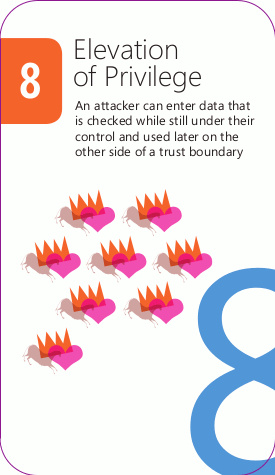 8
Elevation
of Privilege
An attacker can enter data that
is checked while still under their
control and used later on the
other side of a trust boundary
8